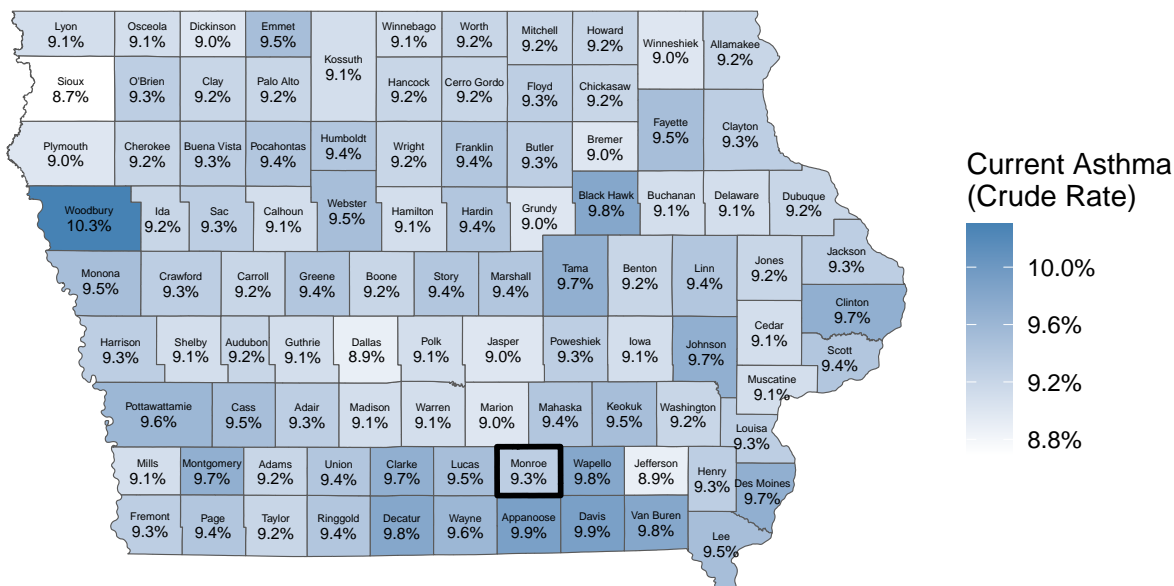 Lyon
9.1%
Osceola
9.1%
Dickinson
9.0%
Emmet
9.5%
Kossuth
9.1%
Winnebago
9.1%
Worth
9.2%
Mitchell
9.2%
Howard
9.2%
Winneshiek
9.0%
Allamakee
9.2%
Sioux
8.7%
O'Brien
9.3%
Clay
9.2%
Palo Alto
9.2%
Hancock
9.2%
Cerro Gordo
9.2%
Floyd
9.3%
Chickasaw
9.2%
Fayette
9.5%
Clayton
9.3%
Plymouth
9.0%
Cherokee
9.2%
Buena Vista
9.3%
Pocahontas
9.4%
Humboldt
9.4%
Wright
9.2%
Franklin
9.4%
Butler
9.3%
Bremer
9.0%
Woodbury
10.3%
Ida
9.2%
Sac
9.3%
Calhoun
9.1%
Webster
9.5%
Hamilton
9.1%
Hardin
9.4%
Grundy
9.0%
Black Hawk
9.8%
Buchanan
9.1%
Delaware
9.1%
Dubuque
9.2%
Monona
9.5%
Crawford
9.3%
Carroll
9.2%
Greene
9.4%
Boone
9.2%
Story
9.4%
Marshall
9.4%
Tama
9.7%
Benton
9.2%
Linn
9.4%
Jones
9.2%
Jackson
9.3%
Clinton
9.7%
Harrison
9.3%
Shelby
9.1%
Audubon
9.2%
Guthrie
9.1%
Dallas
8.9%
Polk
9.1%
Jasper
9.0%
Poweshiek
9.3%
Iowa
9.1%
Johnson
9.7%
Cedar
9.1%
Scott
9.4%
Muscatine
9.1%
Pottawattamie
9.6%
Cass
9.5%
Adair
9.3%
Madison
9.1%
Warren
9.1%
Marion
9.0%
Mahaska
9.4%
Keokuk
9.5%
Washington
9.2%
Louisa
9.3%
Mills
9.1%
Montgomery
9.7%
Adams
9.2%
Union
9.4%
Clarke
9.7%
Lucas
9.5%
Monroe
9.3%
Wapello
9.8%
Jefferson
8.9%
Henry
9.3%
Des Moines
9.7%
Fremont
9.3%
Page
9.4%
Taylor
9.2%
Ringgold
9.4%
Decatur
9.8%
Wayne
9.6%
Appanoose
9.9%
Davis
9.9%
Van Buren
9.8%
Lee
9.5%
Current Asthma
(Crude Rate)
10.0%
9.6%
9.2%
8.8%